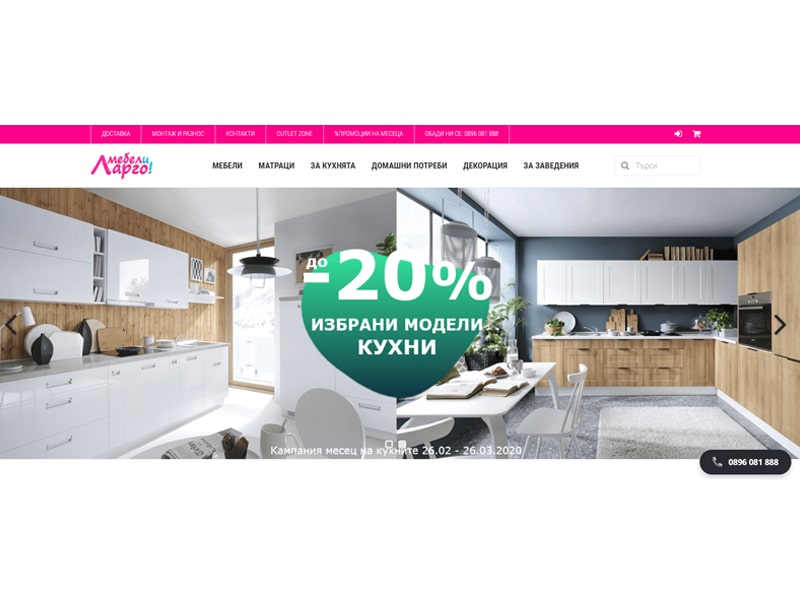 ДОСТАВКА
МОНТАЖ И РАЗНОС
КОНТАКТИ
OUTLET ZONE
%ПРОМОЦИИ НА МЕСЕЦА
ОБАДИ НИ СЕ: 0896 081 888
мебели
Ларго!
МЕБЕЛИ
МАТРАЦИ
ЗА КУХНЯТА
ДОМАШНИ ПОТРЕБИ
ДЕКОРАЦИЯ
ЗА ЗАВЕДЕНИЯ
Търси
до
-20%
ИЗБРАНИ МОДЕЛИ
КУХНИ
Кампания месец на кухните 26.02 - 26.03.2020
0896 081 888